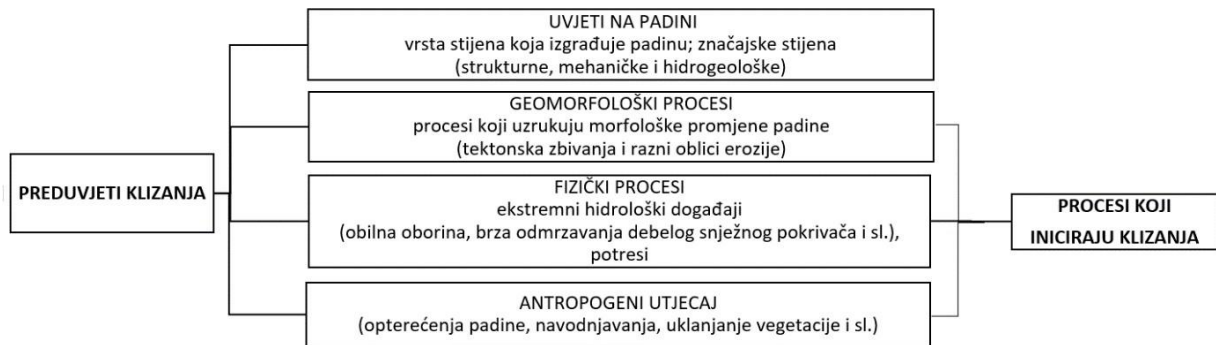 UVJETI NA PADINI
vrsta stijena koja izgrađuje padinu; značajske stijena
(strukturne, mehaničke i hidrogeološke)
GEOMORFOLOŠKI PROCESI
procesi koji uzrukuju morfološke promjene padine
(tektonska zbivanja i razni oblici erozije)
PREDUVJETI KLIZANJA
FIZIČKI PROCESI
ekstremni hidrološki događaji
(obilna oborina, brza odmrzavanja debelog snježnog pokrivača i sl.),
potresi
PROCESI KOJI
INICIRAJU KLIZANJA
ANTROPOGENI UTJECAJ
(opterećenja padine, navodnjavanja, uklanjanje vegetacije i sl.)